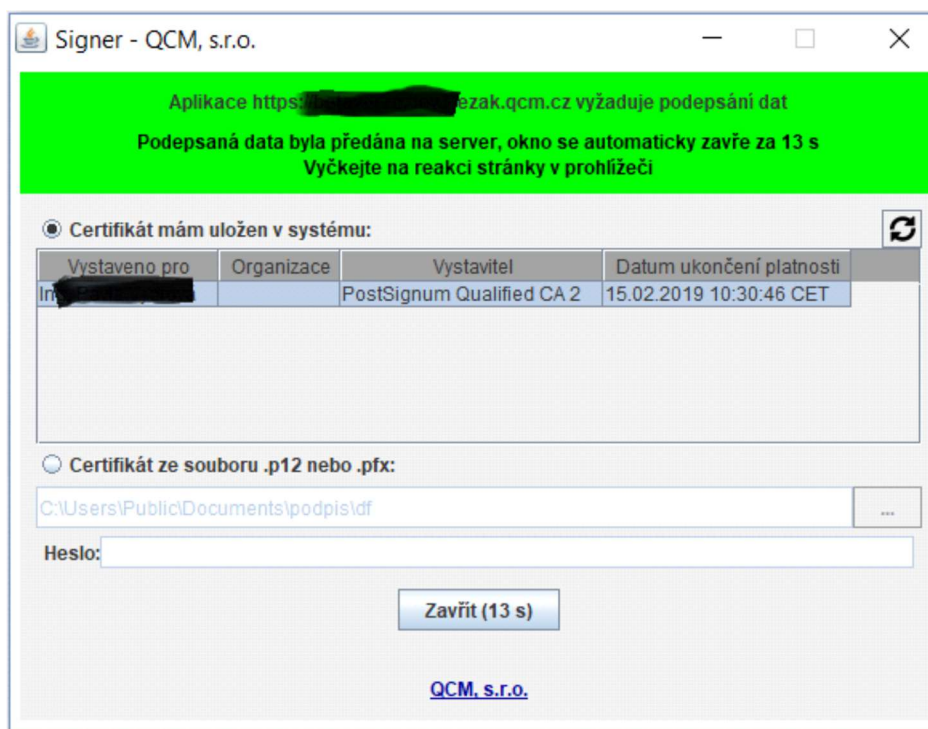 Signer - QCM, s.r.o.
Aplikace https: ezak.qcm.cz vyžaduje podepsání dat
Podepsaná data byla předána na server, okno se automaticky zavře za 13 s
Vyčkejte na reakci stránky v prohlížeči
Certifikát mám uložen v systému:
Vystaveno pro Organizace Vystavitel Datum ukončení platnosti
PostSignum Qualified CA 2 15.02.2019 10:30:46 CET
Certifikát ze souboru .p12 nebo .pfx:
C:\Users\Public\Documents\podpis\df ...
Heslo:
Zavřít (13 s)
QCM, s.r.o.